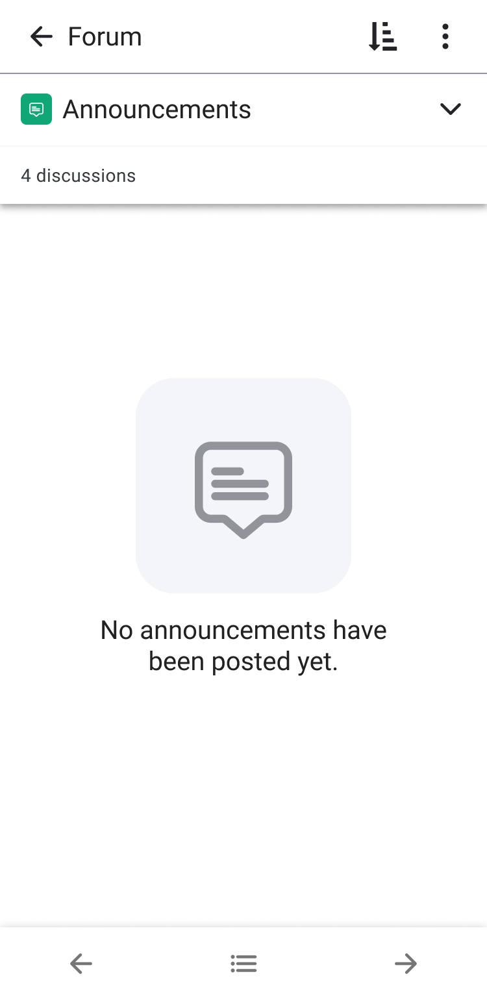 Forum
Announcements
4 discussions
No announcements have
been posted yet.